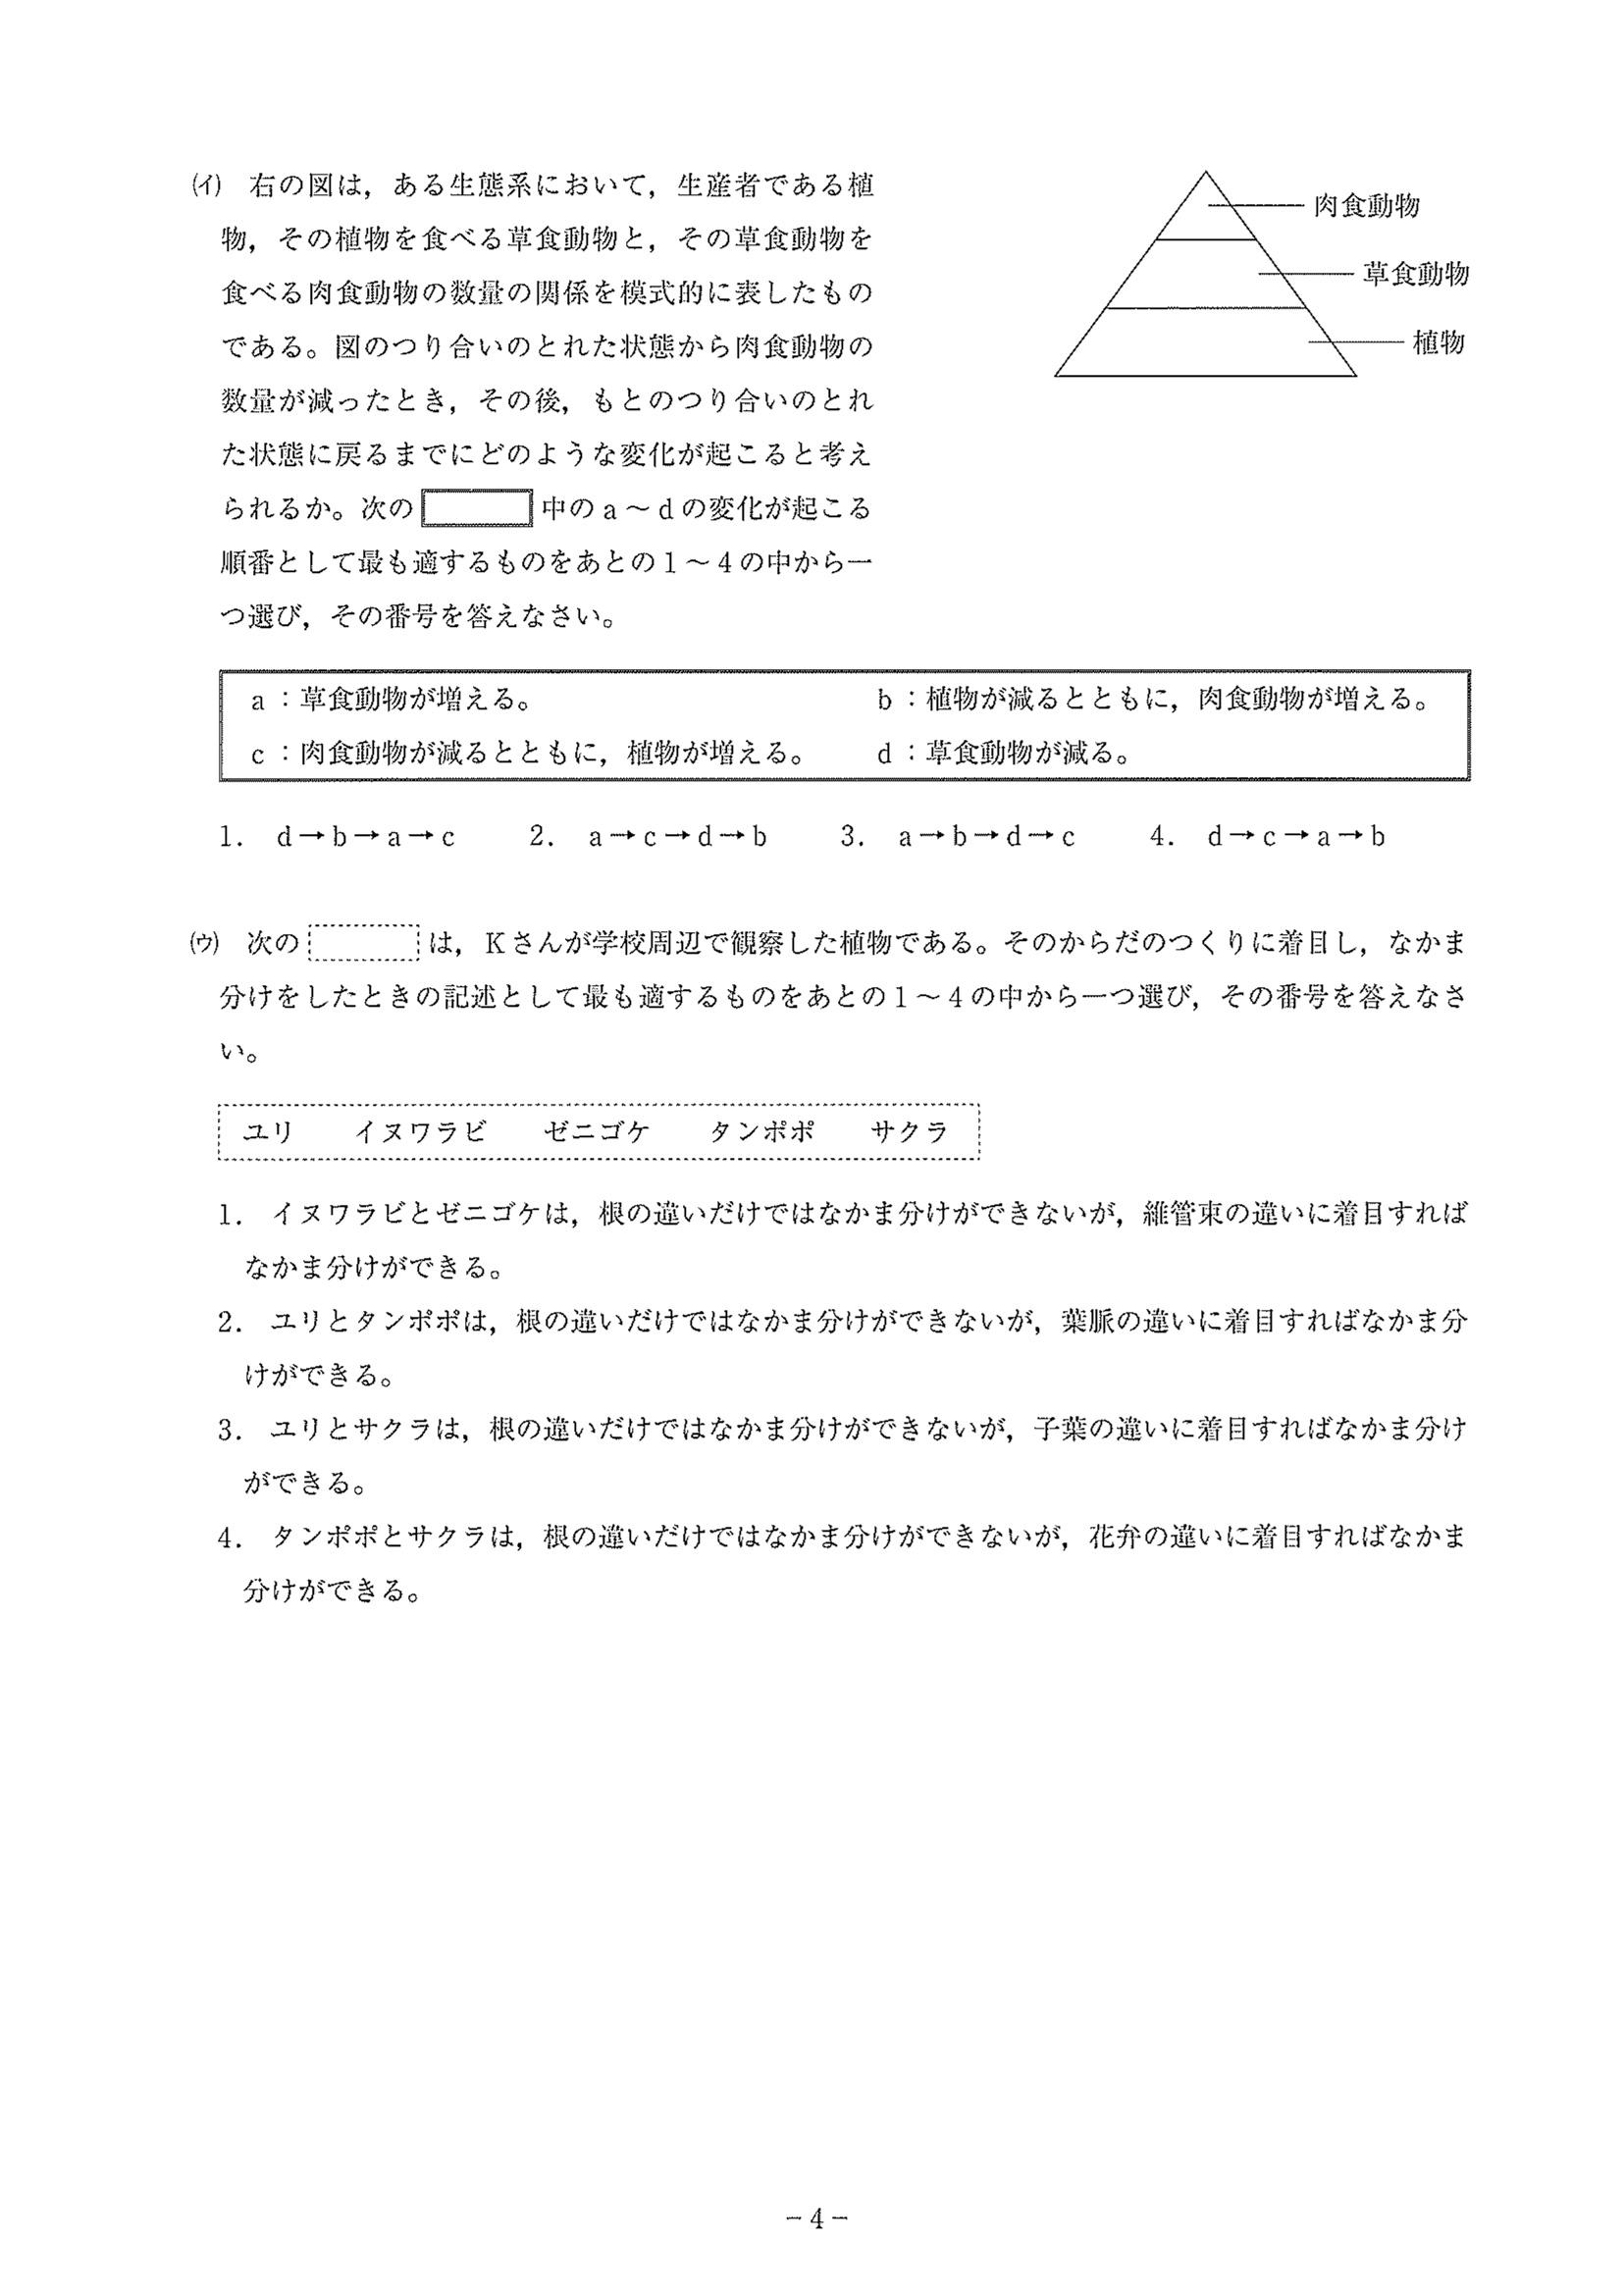 (イ) 右の図は，ある生態系において，生産者である植
物，その植物を食べる草食動物と，その草食動物を
食べる肉食動物の数量の関係を模式的に表したもの
である。図のつり合いのとれた状態から肉食動物の
数量が減ったとき，その後，もとのつり合いのとれ
た状態に戻るまでにどのような変化が起こると考え
られるか。次の 中のａ～ｄの変化が起こる
順番として最も適するものをあとの１～４の中から一
つ選び，その番号を答えなさい。
肉食動物
草食動物
植物
ａ：草食動物が増える。 ｂ：植物が減るとともに，肉食動物が増える。
ｃ：肉食動物が減るとともに，植物が増える。 ｄ：草食動物が減る。
1. d→b→a→c 2. a→c→d→b 3. a→b→d→c 4. d→c→a→b
(ウ) 次の は，Ｋさんが学校周辺で観察した植物である。そのからだのつくりに着目し，なかま
分けをしたときの記述として最も適するものをあとの１～４の中から一つ選び，その番号を答えなさ
い。
ユリ イヌワラビ ゼニゴケ タンポポ サクラ
1. イヌワラビとゼニゴケは，根の違いだけではなかま分けができないが，維管束の違いに着目すれば
なかま分けができる。
2. ユリとタンポポは，根の違いだけではなかま分けができないが，葉脈の違いに着目すればなかま分
けができる。
3. ユリとサクラは，根の違いだけではなかま分けができないが，子葉の違いに着目すればなかま分け
ができる。
4. タンポポとサクラは，根の違いだけではなかま分けができないが，花弁の違いに着目すればなかま
分けができる。
－4－